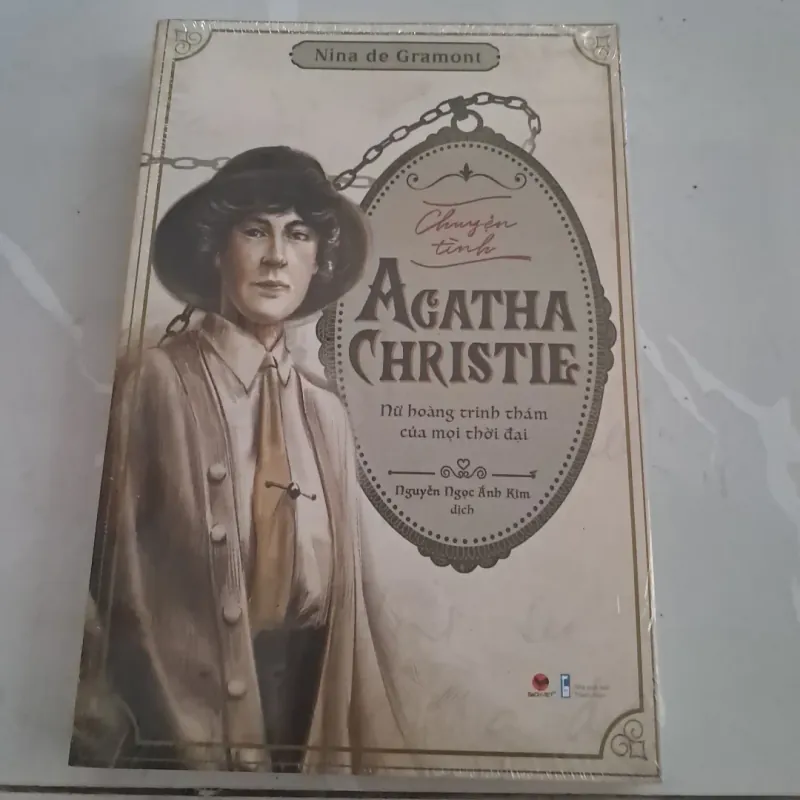 Nina de Gramont
Chuyện
tình
AGATHA
CHRISTIE
Nữ hoàng trinh thám
của mọi thời đại
Nguyễn Ngọc Ánh Kim
dịch